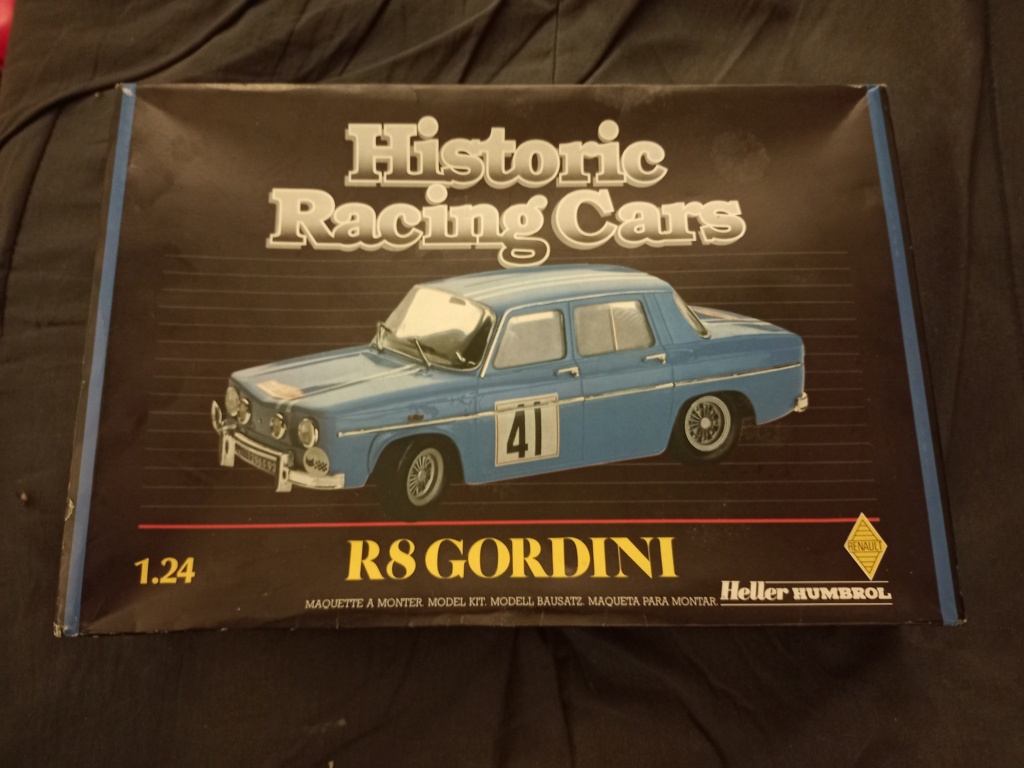 Historic
Racing Cars
41
1.24
R8 GORDINI
RENAULT
MAQUETTE A MONTER. MODEL KIT. MODELL BAUSATZ. MAQUETA PARA MONTAR.
Heller HUMBROL